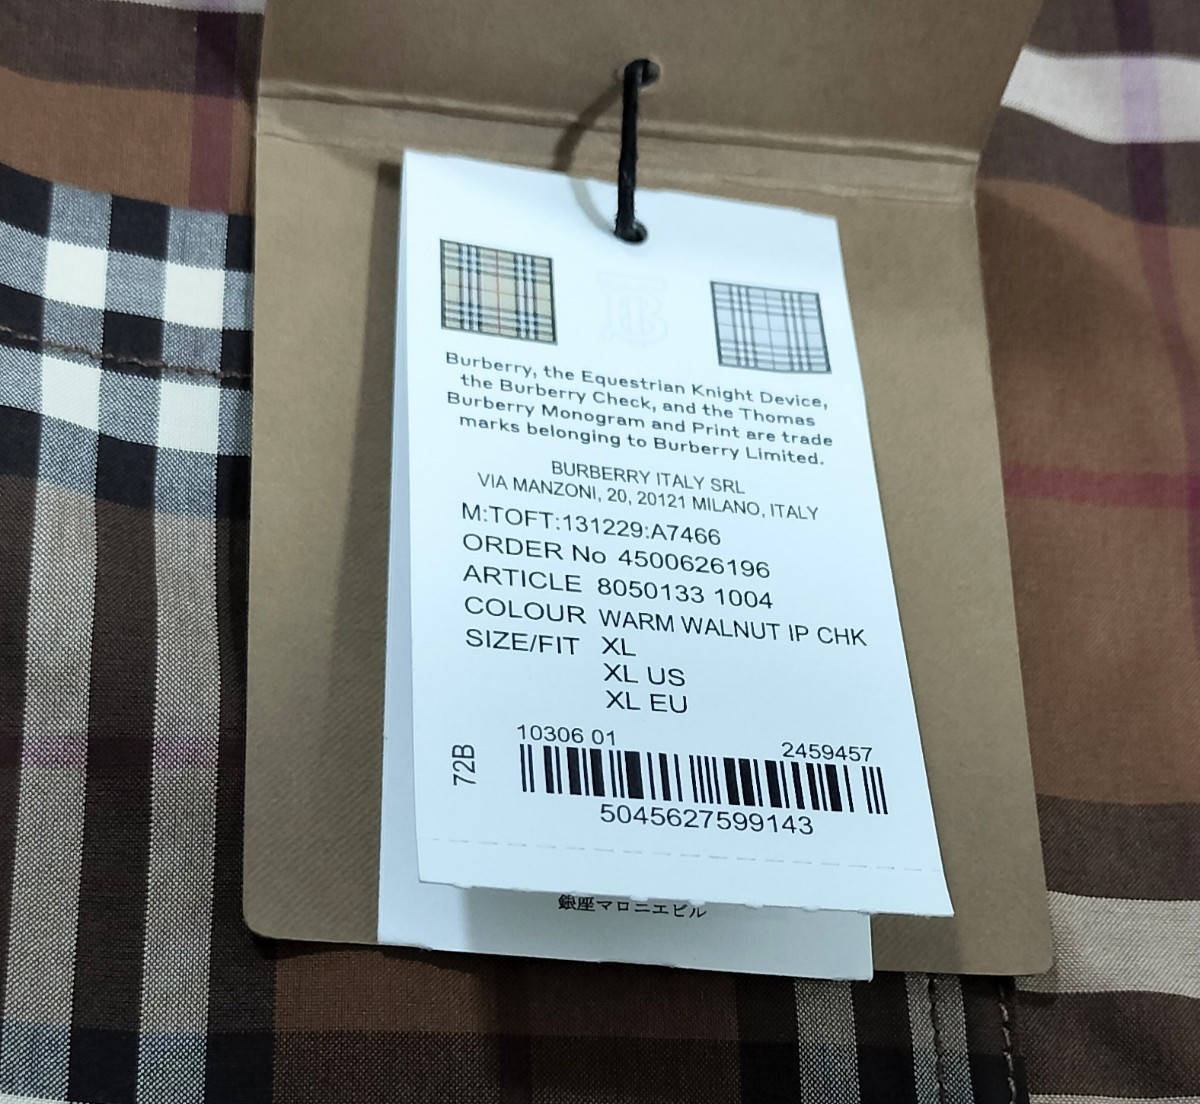 Burberry, the Equestrian Knight Device,
the Burberry Check, and the Thomas
Burberry Monogram and Print are trade
marks belonging to Burberry Limited.
BURBERRY ITALY SRL
VIA MANZONI, 20, 20121 MILANO, ITALY
M:TOFT:131229:A7466
ORDER No 4500626196
ARTICLE 8050133 1004
COLOUR WARM WALNUT IP CHK
SIZE/FIT XL
XL US
XL EU
10306 01 2459457
72B
5045627599143
銀座マロニエビル